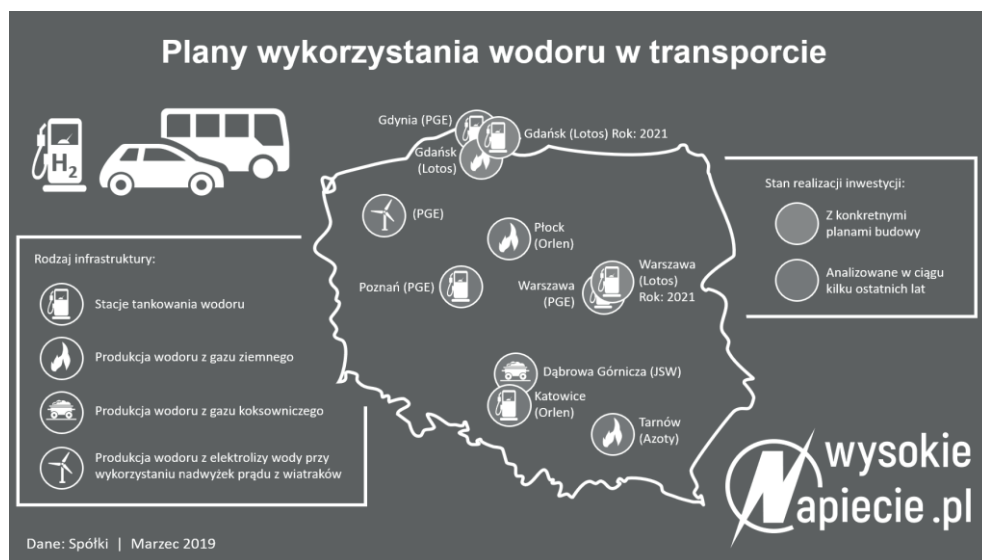 Plany wykorzystania wodoru w transporcie
H2
Gdynia (PGE)
Gdańsk (Lotos) Rok: 2021
Gdańsk
(Lotos)
(PGE)
Płock
(Orlen)
Poznań (PGE)
Warszawa
(PGE)
Warszawa
(Lotos)
Rok: 2021
Dąbrowa Górnicza (JSW)
Katowice
(Orlen)
Tarnów
(Azoty)
Stan realizacji inwestycji:
Z konkretnymi
planami budowy
Analizowane w ciągu
kilku ostatnich lat
Rodzaj infrastruktury:
Stacje tankowania wodoru
Produkcja wodoru z gazu ziemnego
Produkcja wodoru z gazu koksowniczego
Produkcja wodoru z elektrolizy wody przy
wykorzystaniu nadwyżek prądu z wiatraków
wysokie
Napiecie.pl
Dane: Spółki | Marzec 2019